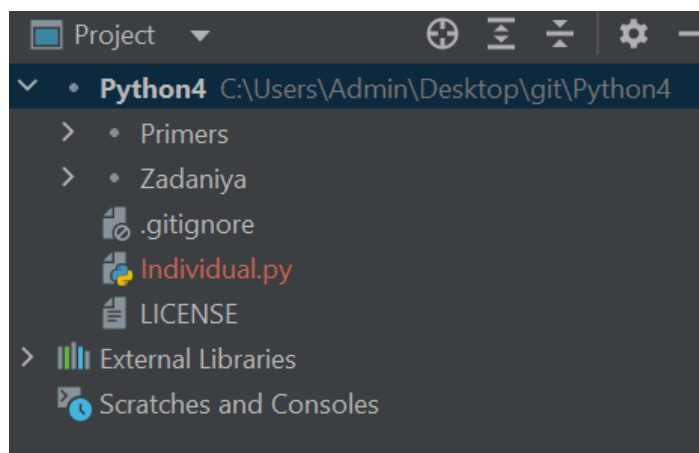 Project
Python4 C:\Users\Admin\Desktop\git\Python4
Primers
Zadaniya
.gitignore
Individual.py
LICENSE
External Libraries
Scratches and Consoles